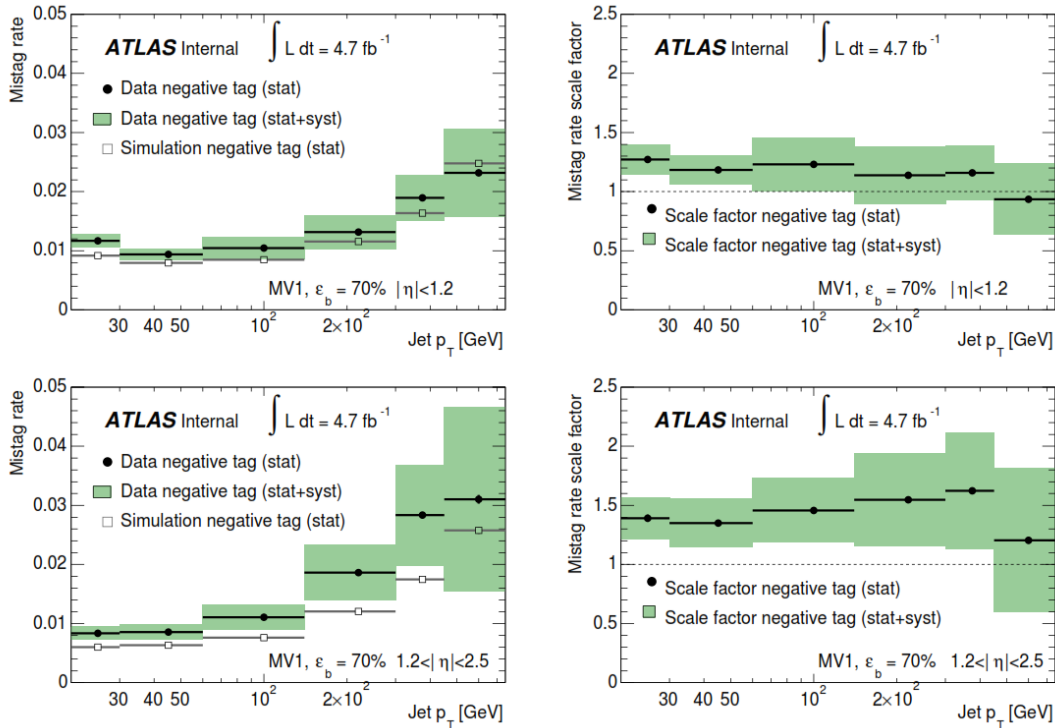 Mistag rate
0.05
0.04
0.03
0.02
0.01
0
ATLAS Internal ∫ L dt = 4.7 fb⁻¹
Data negative tag (stat)
Data negative tag (stat+syst)
Simulation negative tag (stat)
MV1, ε_b = 70% |η|<1.2
30 40 50 10² 2×10²
Jet p_T [GeV]
Mistag rate scale factor
2.5
2
1.5
1
0.5
0
ATLAS Internal ∫ L dt = 4.7 fb⁻¹
Scale factor negative tag (stat)
Scale factor negative tag (stat+syst)
MV1, ε_b = 70% |η|<1.2
30 40 50 10² 2×10²
Jet p_T [GeV]
Mistag rate
0.05
0.04
0.03
0.02
0.01
0
ATLAS Internal ∫ L dt = 4.7 fb⁻¹
Data negative tag (stat)
Data negative tag (stat+syst)
Simulation negative tag (stat)
MV1, ε_b = 70% 1.2<|η|<2.5
30 40 50 10² 2×10²
Jet p_T [GeV]
Mistag rate scale factor
2.5
2
1.5
1
0.5
0
ATLAS Internal ∫ L dt = 4.7 fb⁻¹
Scale factor negative tag (stat)
Scale factor negative tag (stat+syst)
MV1, ε_b = 70% 1.2<|η|<2.5
30 40 50 10² 2×10²
Jet p_T [GeV]